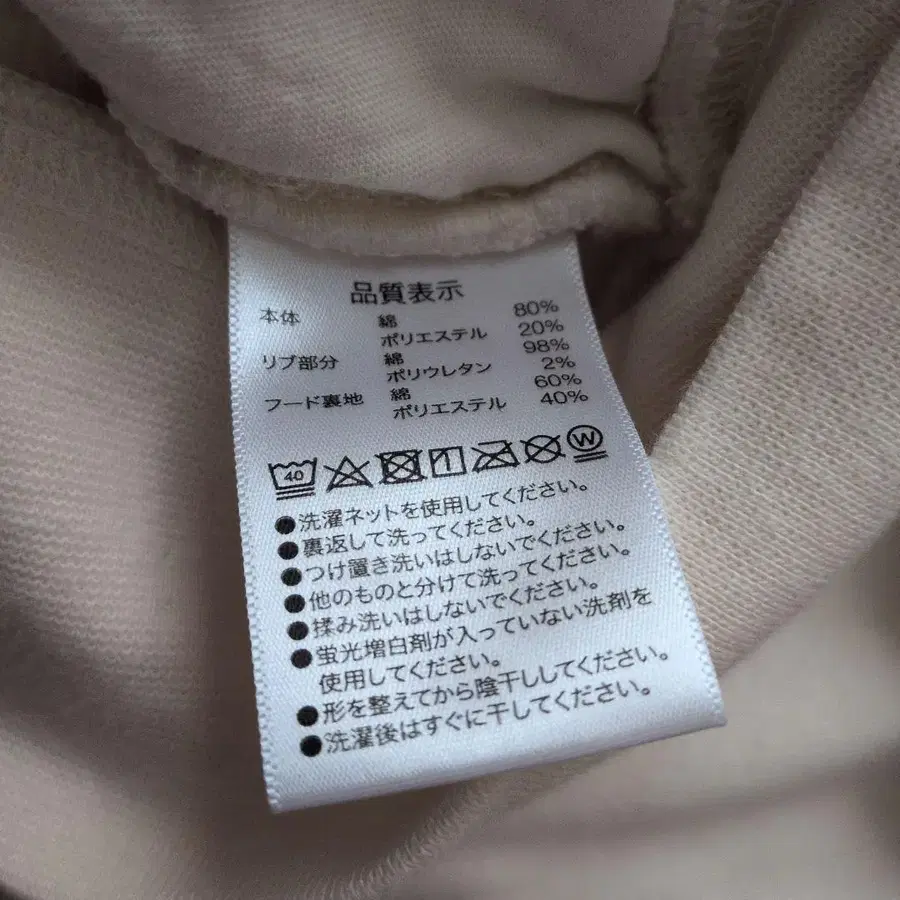 品質表示
本体 綿 80%
ポリエステル 20%
リブ部分 綿 98%
ポリウレタン 2%
フード裏地 綿 60%
ポリエステル 40%
40 W
●洗濯ネットを使用してください。
●裏返して洗ってください。
●つけ置き洗いはしないでください。
●他のものと分けて洗ってください。
●揉み洗いはしないでください。
●蛍光増白剤が入っていない洗剤を
使用してください。
●形を整えてから陰干ししてください。
●洗濯後はすぐに干してください。